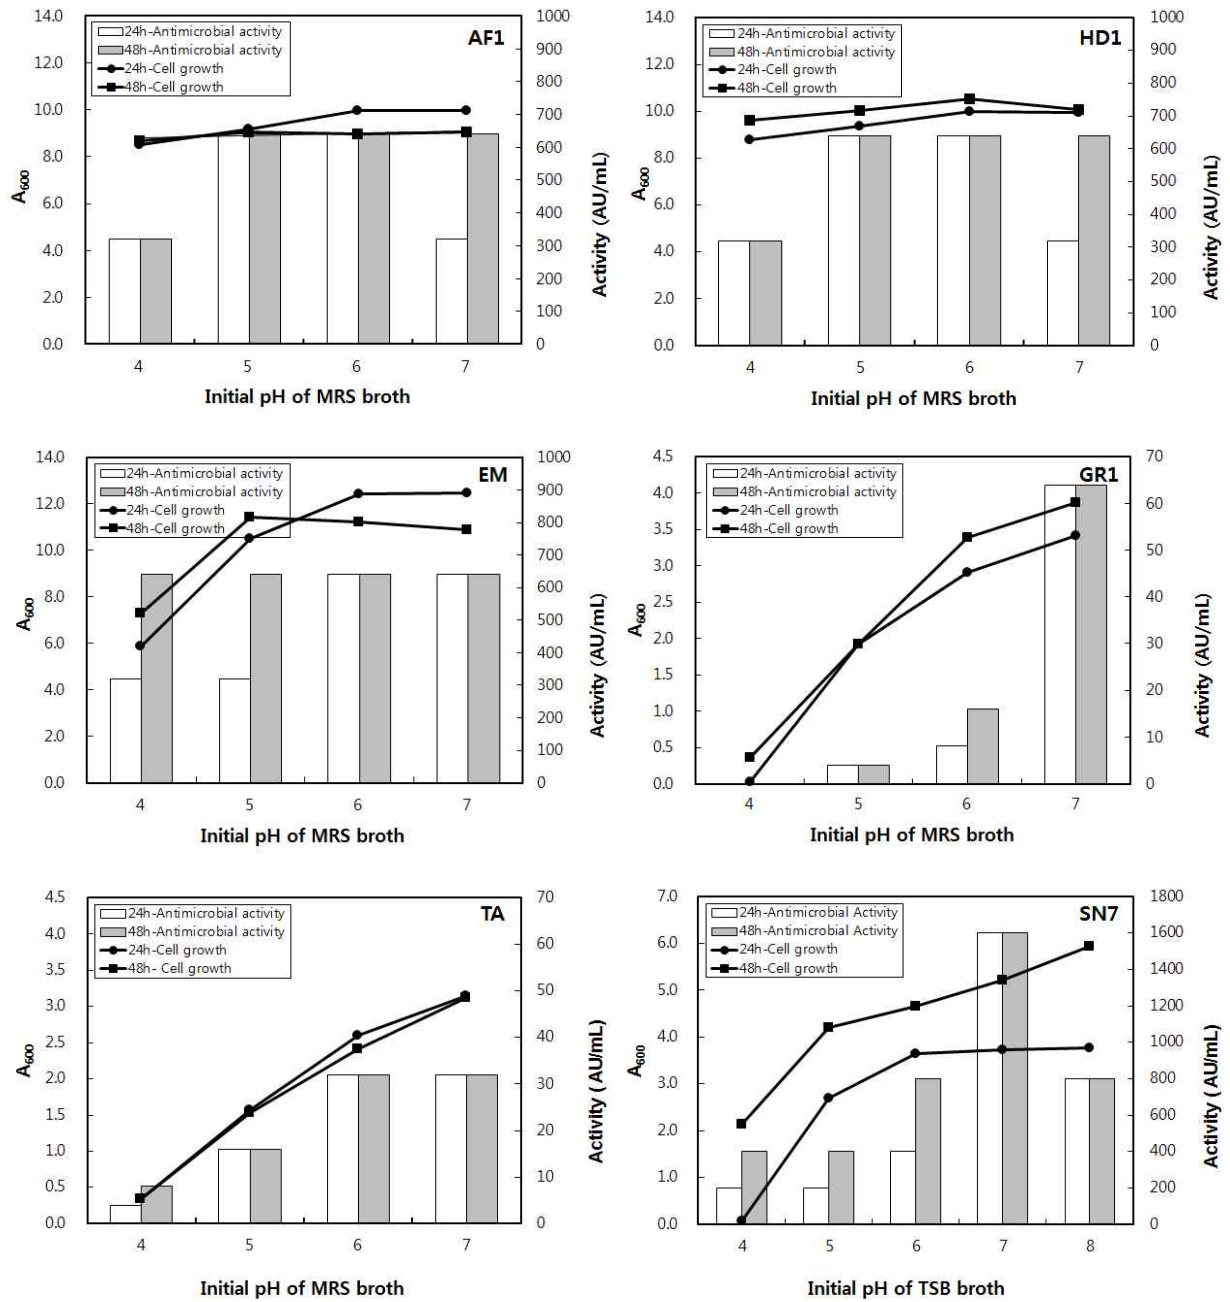 AF1
24h-Antimicrobial activity
48h-Antimicrobial activity
24h-Cell growth
48h-Cell growth
14.0
12.0
10.0
8.0
6.0
4.0
2.0
0.0
A600
1000
900
800
700
600
500
400
300
200
100
0
Activity (AU/mL)
4 5 6 7
Initial pH of MRS broth
HD1
24h-Antimicrobial activity
48h-Antimicrobial activity
24h-Cell growth
48h-Cell growth
14.0
12.0
10.0
8.0
6.0
4.0
2.0
0.0
A600
1000
900
800
700
600
500
400
300
200
100
0
Activity (AU/mL)
4 5 6 7
Initial pH of MRS broth
EM
24h-Antimicrobial activity
48h-Antimicrobial activity
24h-Cell growth
48h-Cell growth
14.0
12.0
10.0
8.0
6.0
4.0
2.0
0.0
A600
1000
900
800
700
600
500
400
300
200
100
0
Activity (AU/mL)
4 5 6 7
Initial pH of MRS broth
GR1
24h-Antimicrobial activity
48h-Antimicrobial activity
24h-Cell growth
48h-Cell growth
4.5
4.0
3.5
3.0
2.5
2.0
1.5
1.0
0.5
0.0
A600
70
60
50
40
30
20
10
0
Activity (AU/mL)
4 5 6 7
Initial pH of MRS broth
TA
24h-Antimicrobial activity
48h-Antimicrobial activity
24h-Cell growth
48h- Cell growth
4.5
4.0
3.5
3.0
2.5
2.0
1.5
1.0
0.5
0.0
A600
70
60
50
40
30
20
10
0
Activity ( AU/mL)
4 5 6 7
Initial pH of MRS broth
SN7
24h-Antimicrobial Activity
48h-Antimicrobial Activity
24h-Cell growth
48h-Cell growth
7.0
6.0
5.0
4.0
3.0
2.0
1.0
0.0
A600
1800
1600
1400
1200
1000
800
600
400
200
0
Activity ( AU/mL)
4 5 6 7 8
Initial pH of TSB broth